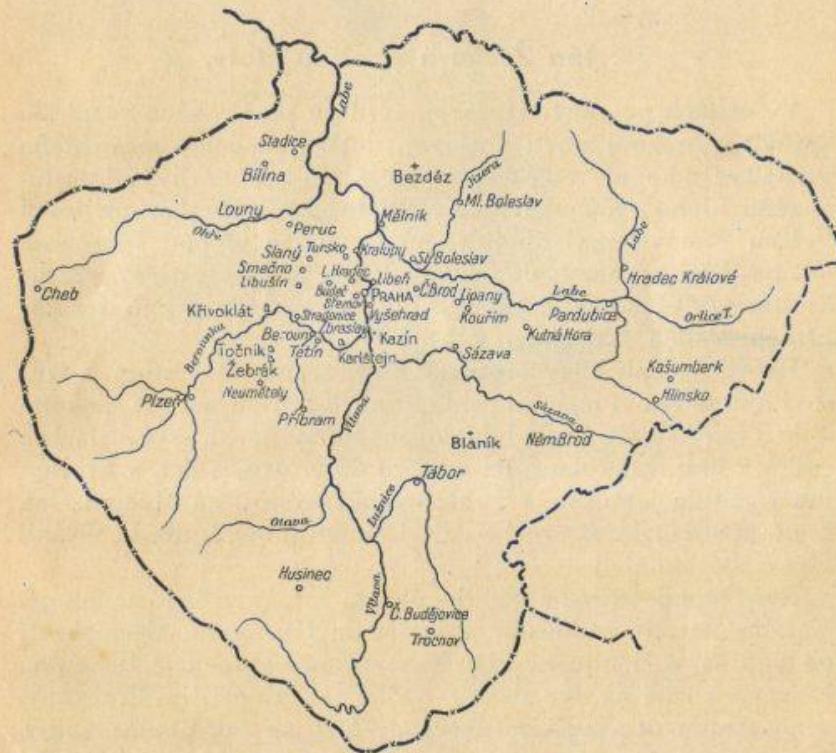 Labe
Stadice
Bílina
Bezděz
Jizera
Ml. Boleslav
Louny
Ohře
Peruc
Mělník
Labe
Slaný
Tursko
Kralupy
St. Boleslav
Smečno
L. Hradec
Libeň
Hradec Králové
Cheb
Libušín
Budeč
PRAHA
Č. Brod
Lipany
Labe
Břevnov
Křivoklát
Stradonice
Vyšehrad
Kouřim
Pardubice
Orlice T.
Beroun
Zbraslav
Kazín
Kutná Hora
Berounka
Točník
Tetín
Karlštejn
Sázava
Žebrák
Košumberk
Neumětely
Hlinsko
Plzeň
Příbram
Vltava
Sázava
Blaník
Něm. Brod
Tábor
Lužnice
Otava
Husinec
Vltava
Č. Budějovice
Trocnov